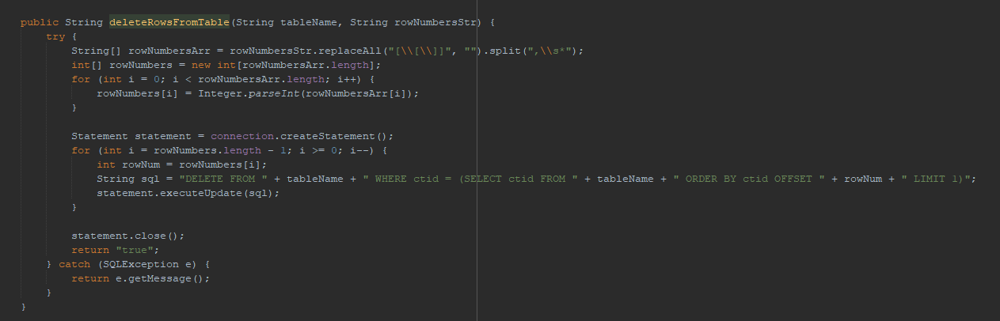 public String deleteRowsFromTable(String tableName, String rowNumbersStr) {
try {
String[] rowNumbersArr = rowNumbersStr.replaceAll("[\\[\\]]", "").split(",\\s*");
int[] rowNumbers = new int[rowNumbersArr.length];
for (int i = 0; i < rowNumbersArr.length; i++) {
rowNumbers[i] = Integer.parseInt(rowNumbersArr[i]);
}
Statement statement = connection.createStatement();
for (int i = rowNumbers.length - 1; i >= 0; i--) {
int rowNum = rowNumbers[i];
String sql = "DELETE FROM " + tableName + " WHERE ctid = (SELECT ctid FROM " + tableName + " ORDER BY ctid OFFSET " + rowNum + " LIMIT 1)";
statement.executeUpdate(sql);
}
statement.close();
return "true";
} catch (SQLException e) {
return e.getMessage();
}
}